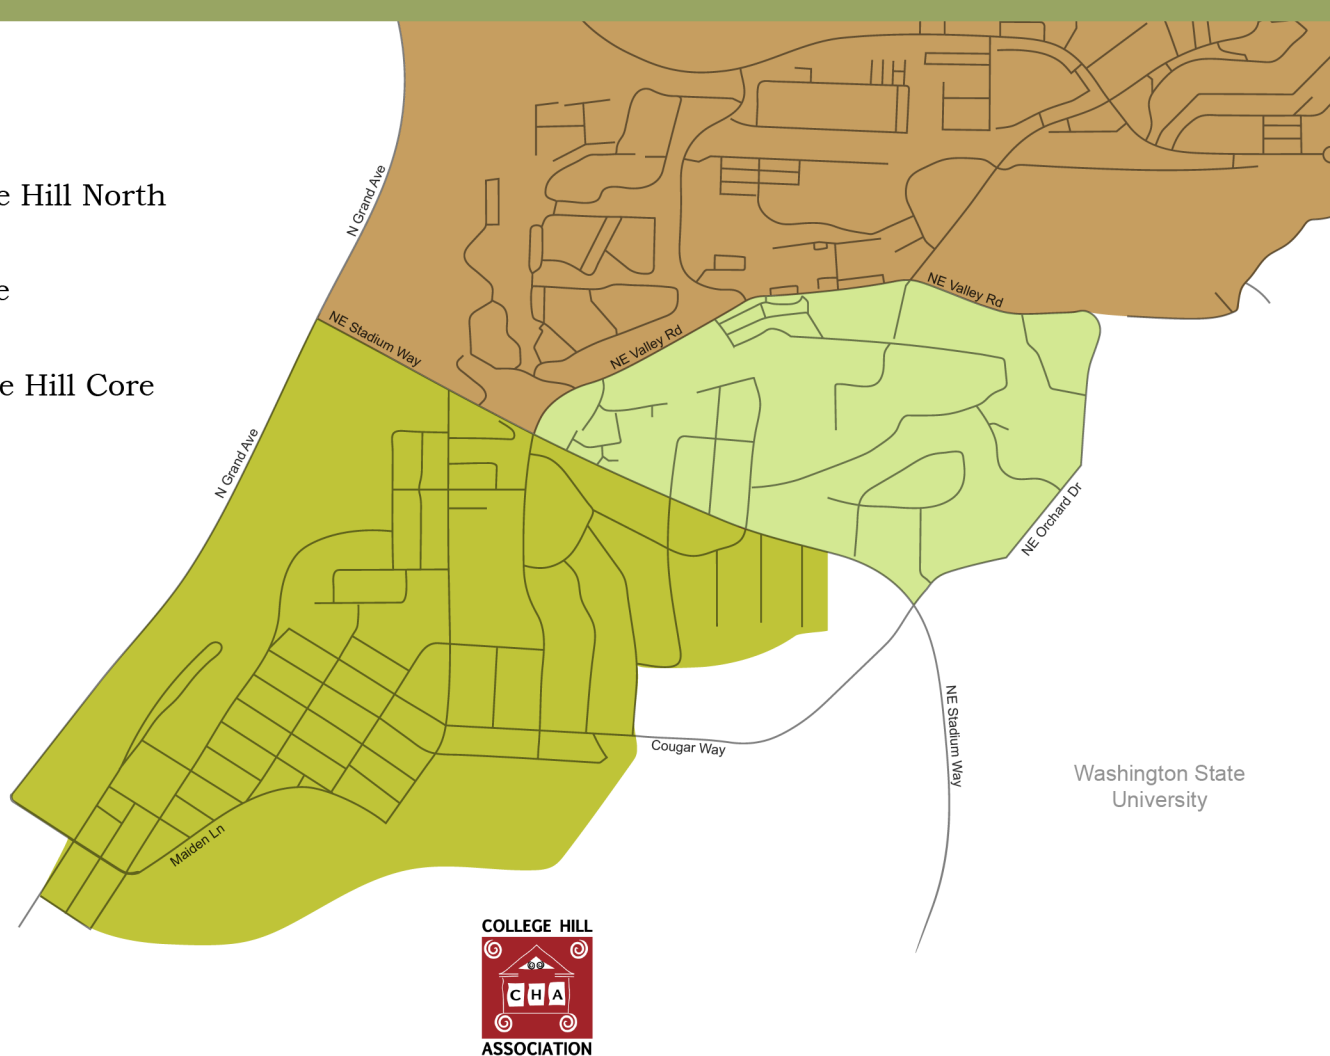 e Hill North
e
e Hill Core
N Grand Ave
NE Stadium Way
NE Valley Rd
NE Valley Rd
N Grand Ave
NE Orchard Dr
NE Stadium Way
Cougar Way
Washington State
University
Maiden Ln
COLLEGE HILL
CHA
ASSOCIATION